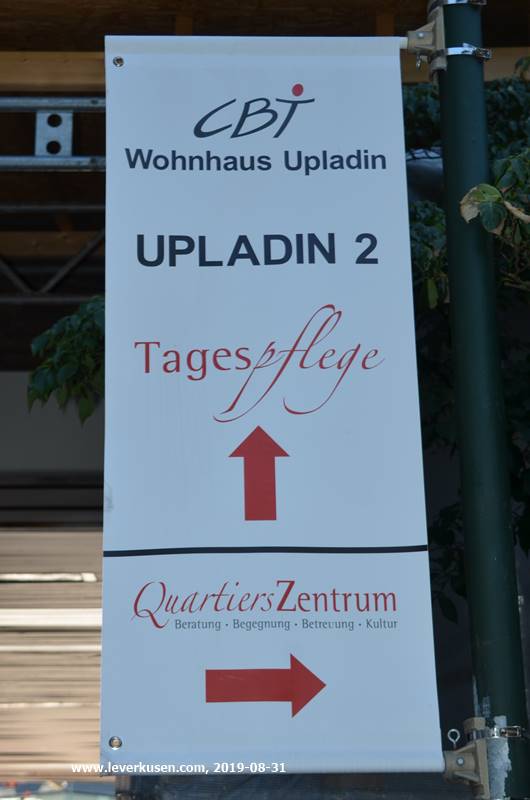 CBT
Wohnhaus Upladin
UPLADIN 2
Tagespflege
QuartiersZentrum
Beratung · Begegnung · Betreuung · Kultur
www.leverkusen.com, 2019-08-31